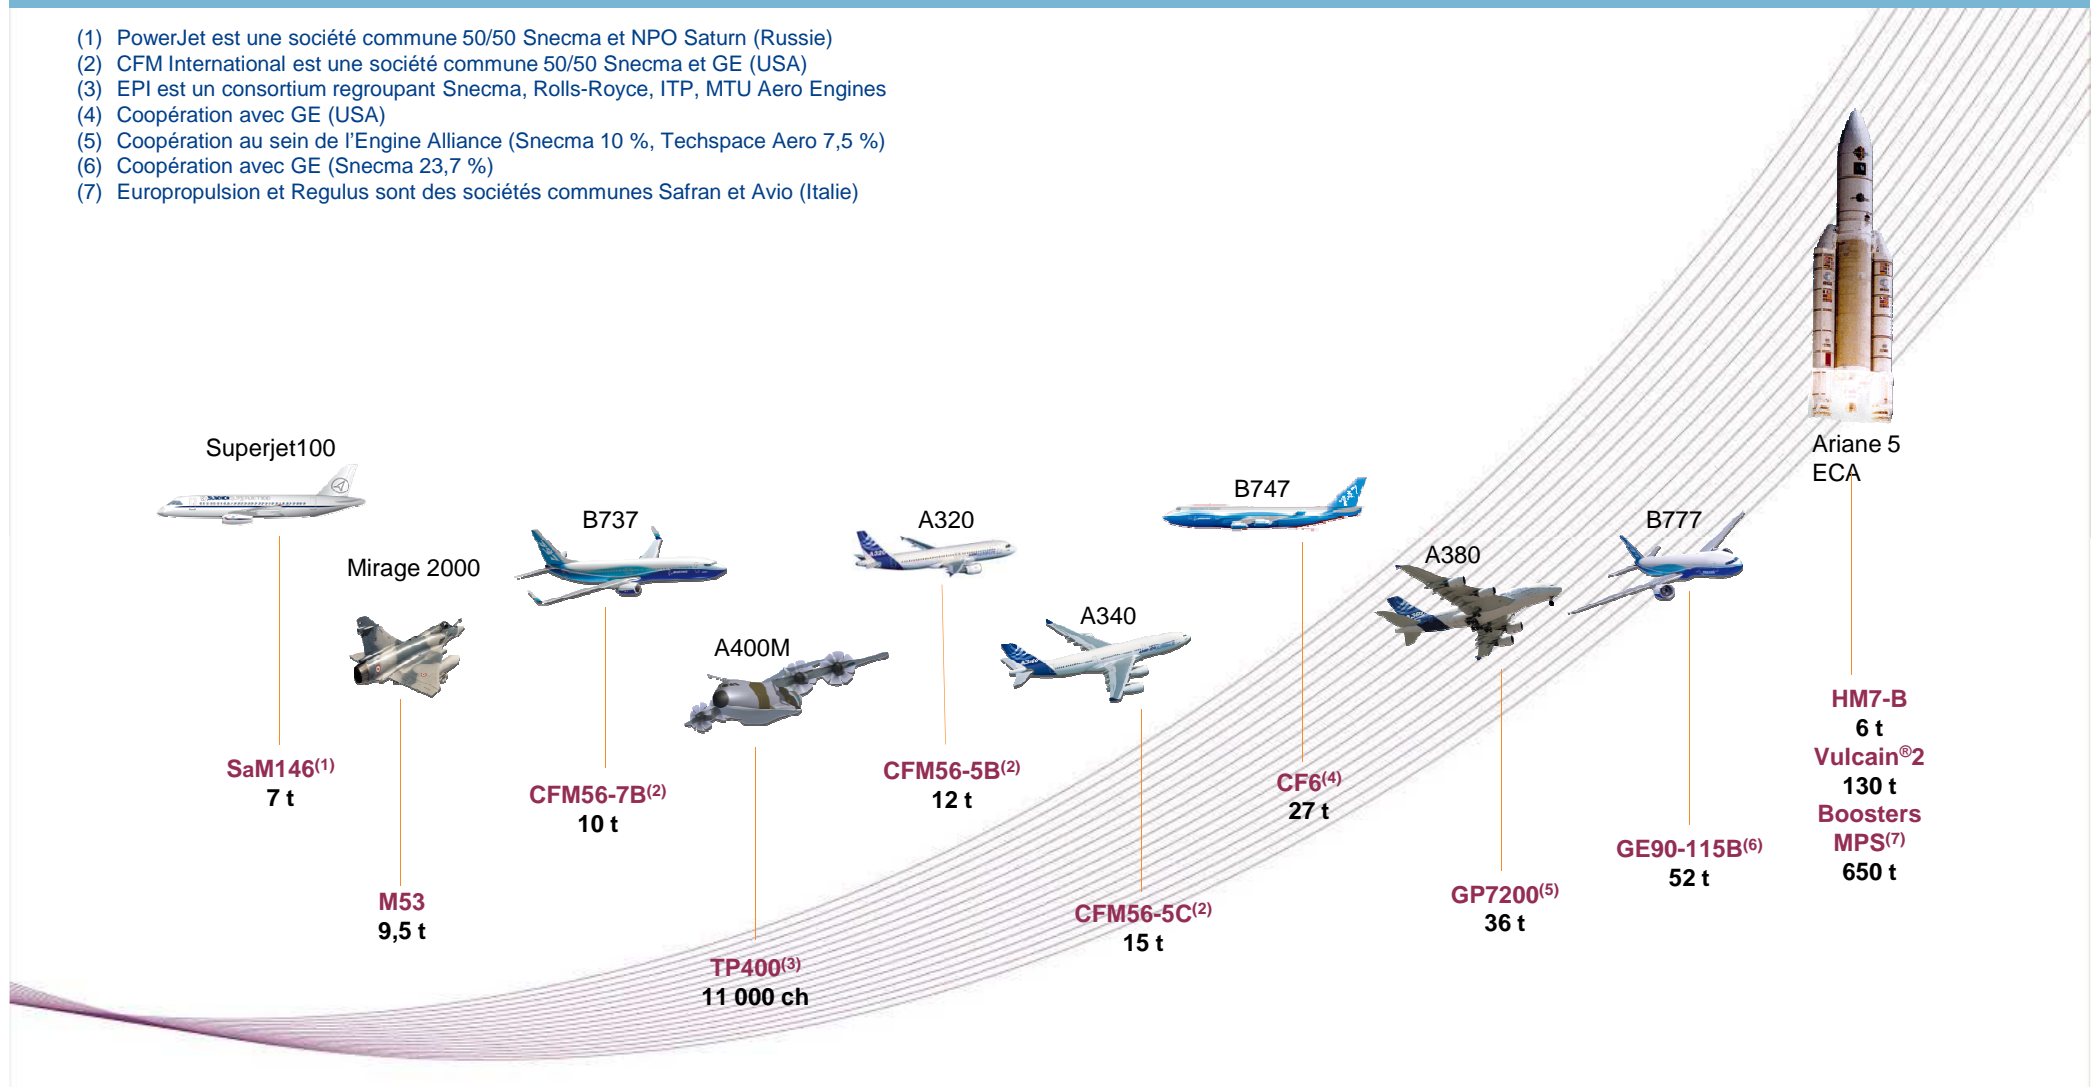 (1) PowerJet est une société commune 50/50 Snecma et NPO Saturn (Russie)
(2) CFM International est une société commune 50/50 Snecma et GE (USA)
(3) EPI est un consortium regroupant Snecma, Rolls-Royce, ITP, MTU Aero Engines
(4) Coopération avec GE (USA)
(5) Coopération au sein de l'Engine Alliance (Snecma 10 %, Techspace Aero 7,5 %)
(6) Coopération avec GE (Snecma 23,7 %)
(7) Europropulsion et Regulus sont des sociétés communes Safran et Avio (Italie)
Superjet100
SaM146(1)
7 t
Mirage 2000
M53
9,5 t
B737
CFM56-7B(2)
10 t
A400M
TP400(3)
11 000 ch
A320
CFM56-5B(2)
12 t
A340
CFM56-5C(2)
15 t
B747
CF6(4)
27 t
A380
GP7200(5)
36 t
B777
GE90-115B(6)
52 t
Ariane 5
ECA
HM7-B
6 t
Vulcain®2
130 t
Boosters
MPS(7)
650 t